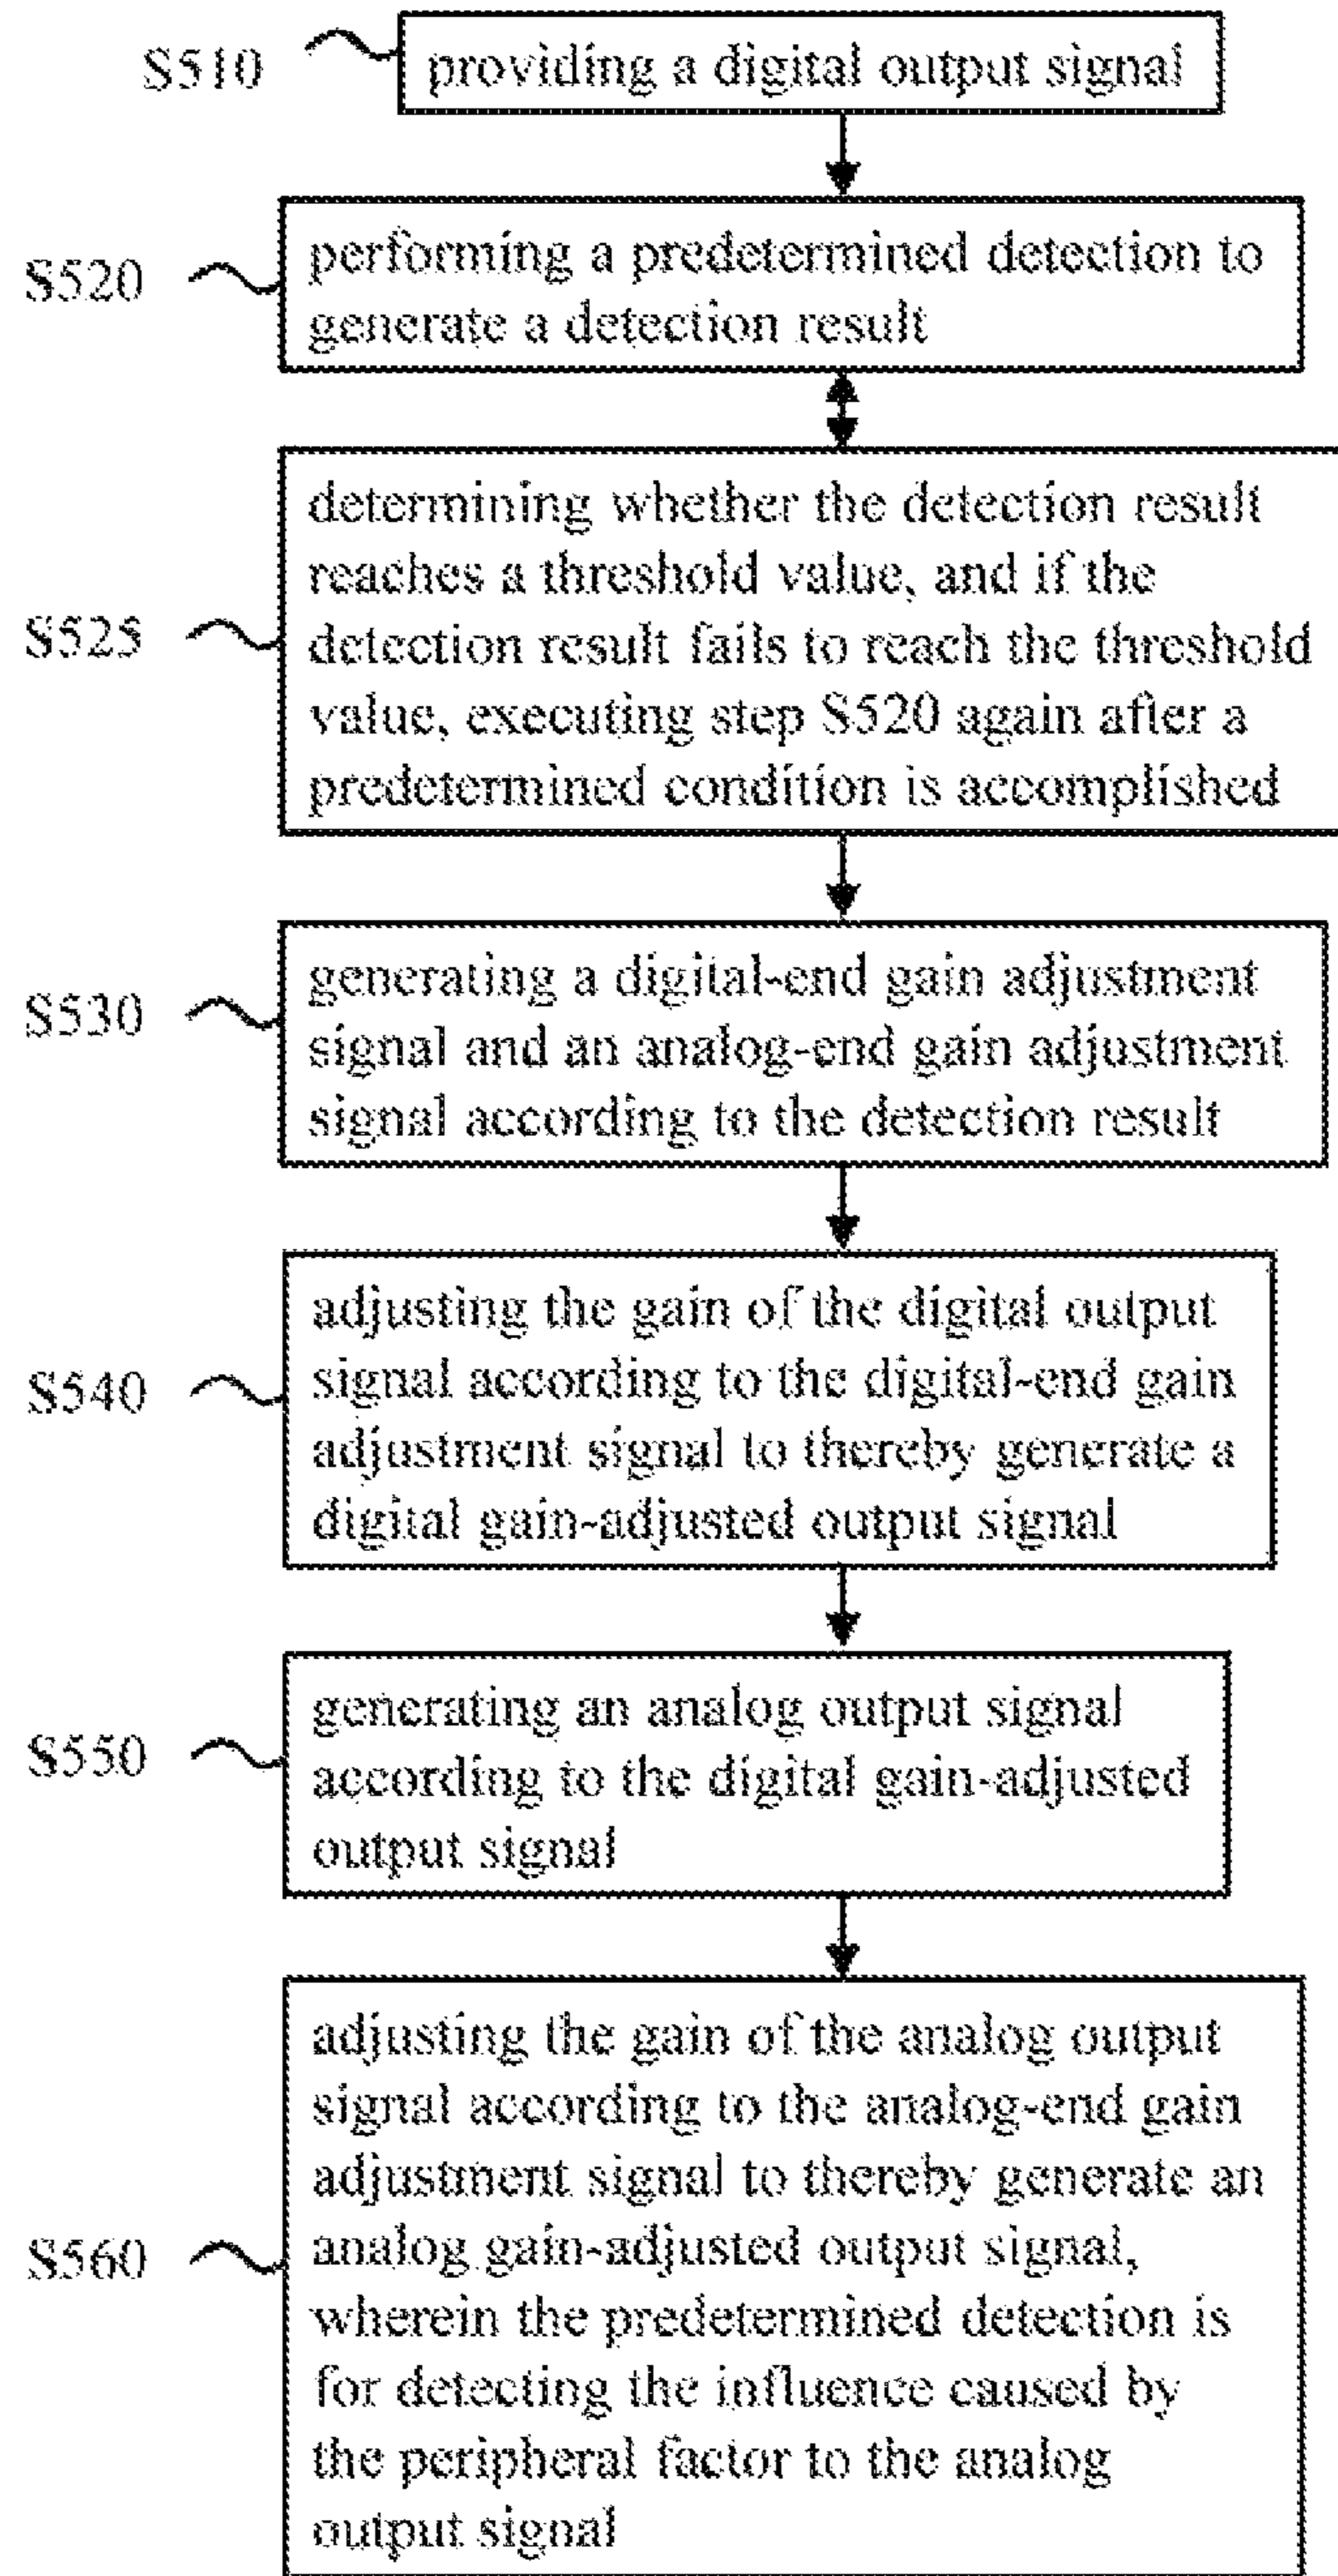 S510
providing a digital output signal
S520
performing a predetermined detection to
generate a detection result
S525
determining whether the detection result
reaches a threshold value, and if the
detection result fails to reach the threshold
value, executing step S520 again after a
predetermined condition is accomplished
S530
generating a digital-end gain adjustment
signal and an analog-end gain adjustment
signal according to the detection result
S540
adjusting the gain of the digital output
signal according to the digital-end gain
adjustment signal to thereby generate a
digital gain-adjusted output signal
S550
generating an analog output signal
according to the digital gain-adjusted
output signal
S560
adjusting the gain of the analog output
signal according to the analog-end gain
adjustment signal to thereby generate an
analog gain-adjusted output signal,
wherein the predetermined detection is
for detecting the influence caused by
the peripheral factor to the analog
output signal